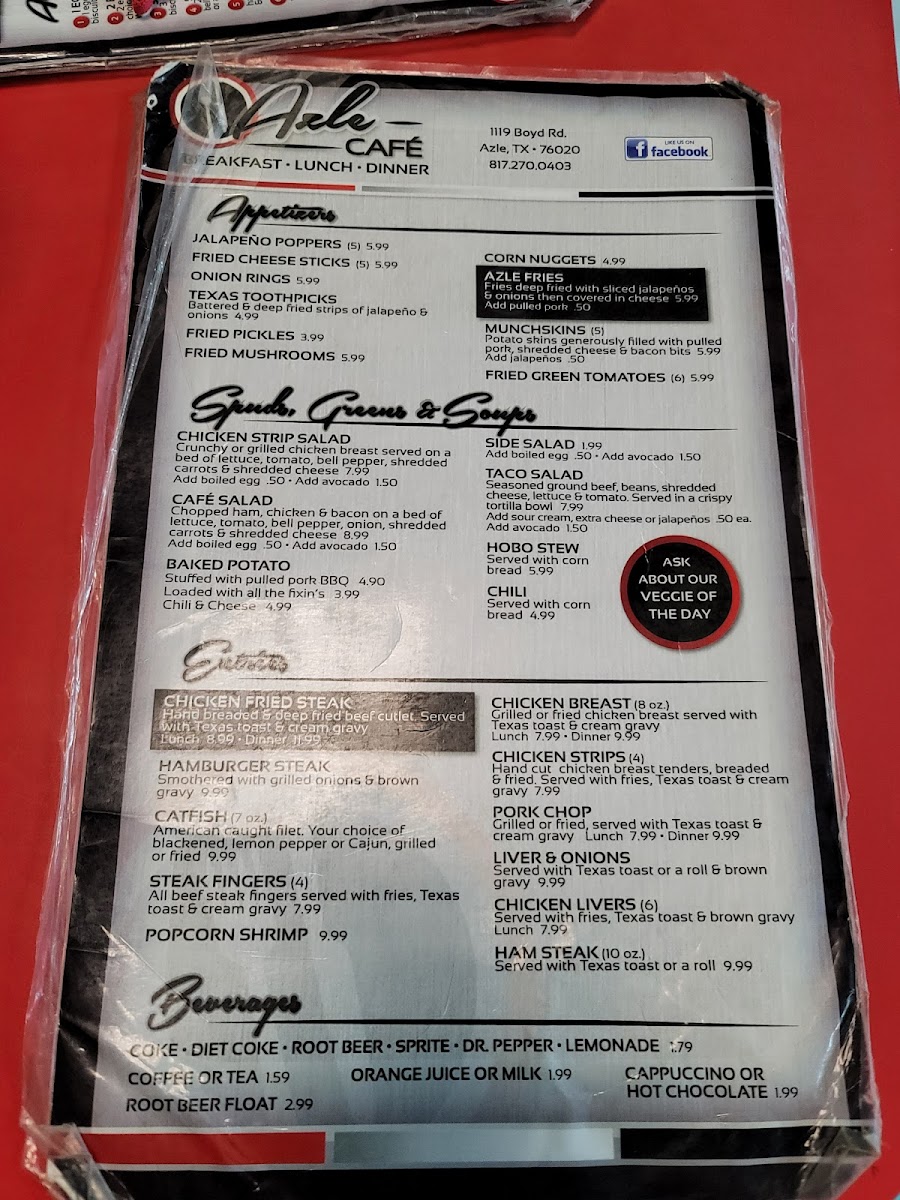 Azle
CAFÉ
BREAKFAST • LUNCH • DINNER
1119 Boyd Rd.
Azle, TX • 76020
817.270.0403
LIKE US ON
facebook
Appetizers
JALAPEÑO POPPERS (5) 5.99
FRIED CHEESE STICKS (5) 5.99
ONION RINGS 5.99
TEXAS TOOTHPICKS
Battered & deep fried strips of jalapeño &
onions 4.99
FRIED PICKLES 3.99
FRIED MUSHROOMS 5.99
CORN NUGGETS 4.99
AZLE FRIES
Fries deep fried with sliced jalapeños
& onions then covered in cheese 5.99
Add pulled pork .50
MUNCHSKINS (5)
Potato skins generously filled with pulled
pork, shredded cheese & bacon bits 5.99
Add jalapeños .50
FRIED GREEN TOMATOES (6) 5.99
Spuds, Greens & Soups
CHICKEN STRIP SALAD
Crunchy or grilled chicken breast served on a
bed of lettuce, tomato, bell pepper, shredded
carrots & shredded cheese 7.99
Add boiled egg .50 • Add avocado 1.50
CAFÉ SALAD
Chopped ham, chicken & bacon on a bed of
lettuce, tomato, bell pepper, onion, shredded
carrots & shredded cheese 8.99
Add boiled egg .50 • Add avocado 1.50
BAKED POTATO
Stuffed with pulled pork BBQ 4.90
Loaded with all the fixin's 3.99
Chili & Cheese 4.99
SIDE SALAD 1.99
Add boiled egg .50 • Add avocado 1.50
TACO SALAD
Seasoned ground beef, beans, shredded
cheese, lettuce & tomato. Served in a crispy
tortilla bowl 7.99
Add sour cream, extra cheese or jalapeños .50 ea.
Add avocado 1.50
HOBO STEW
Served with corn
bread 5.99
CHILI
Served with corn
bread 4.99
ASK
ABOUT OUR
VEGGIE OF
THE DAY
Entrées
CHICKEN FRIED STEAK
Hand breaded & deep fried beef cutlet. Served
with Texas toast & cream gravy
Lunch 8.99 • Dinner 11.99
HAMBURGER STEAK
Smothered with grilled onions & brown
gravy 9.99
CATFISH (7 oz.)
American caught filet. Your choice of
blackened, lemon pepper or Cajun, grilled
or fried 9.99
STEAK FINGERS (4)
All beef steak fingers served with fries, Texas
toast & cream gravy 7.99
POPCORN SHRIMP 9.99
CHICKEN BREAST (8 oz.)
Grilled or fried chicken breast served with
Texas toast & cream gravy
Lunch 7.99 • Dinner 9.99
CHICKEN STRIPS (4)
Hand cut chicken breast tenders, breaded
& fried. Served with fries, Texas toast & cream
gravy 7.99
PORK CHOP
Grilled or fried, served with Texas toast &
cream gravy Lunch 7.99 • Dinner 9.99
LIVER & ONIONS
Served with Texas toast or a roll & brown
gravy 9.99
CHICKEN LIVERS (6)
Served with fries, Texas toast & brown gravy
Lunch 7.99
HAM STEAK (10 oz.)
Served with Texas toast or a roll 9.99
Beverages
COKE • DIET COKE • ROOT BEER • SPRITE • DR. PEPPER • LEMONADE 1.79
COFFEE OR TEA 1.59
ORANGE JUICE OR MILK 1.99
CAPPUCCINO OR
HOT CHOCOLATE 1.99
ROOT BEER FLOAT 2.99